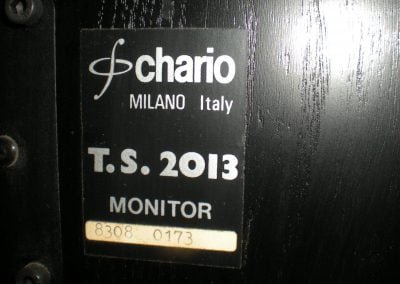 chario
MILANO Italy
T.S. 2013
MONITOR
8308 0173